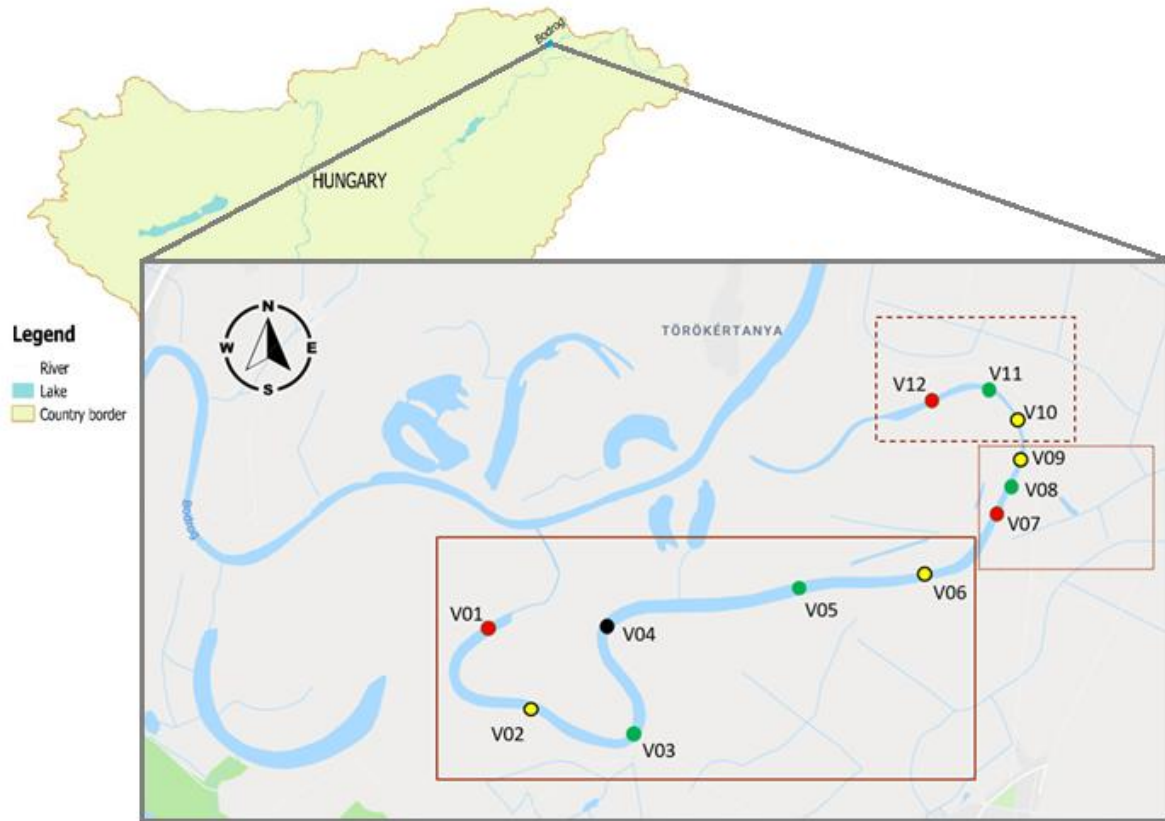 Bodrog
HUNGARY
Legend
River
Lake
Country border
N
W
E
S
TÖRÖKÉRTANYA
Bodrog
V12
V11
V10
V09
V08
V07
V06
V05
V04
V01
V02
V03